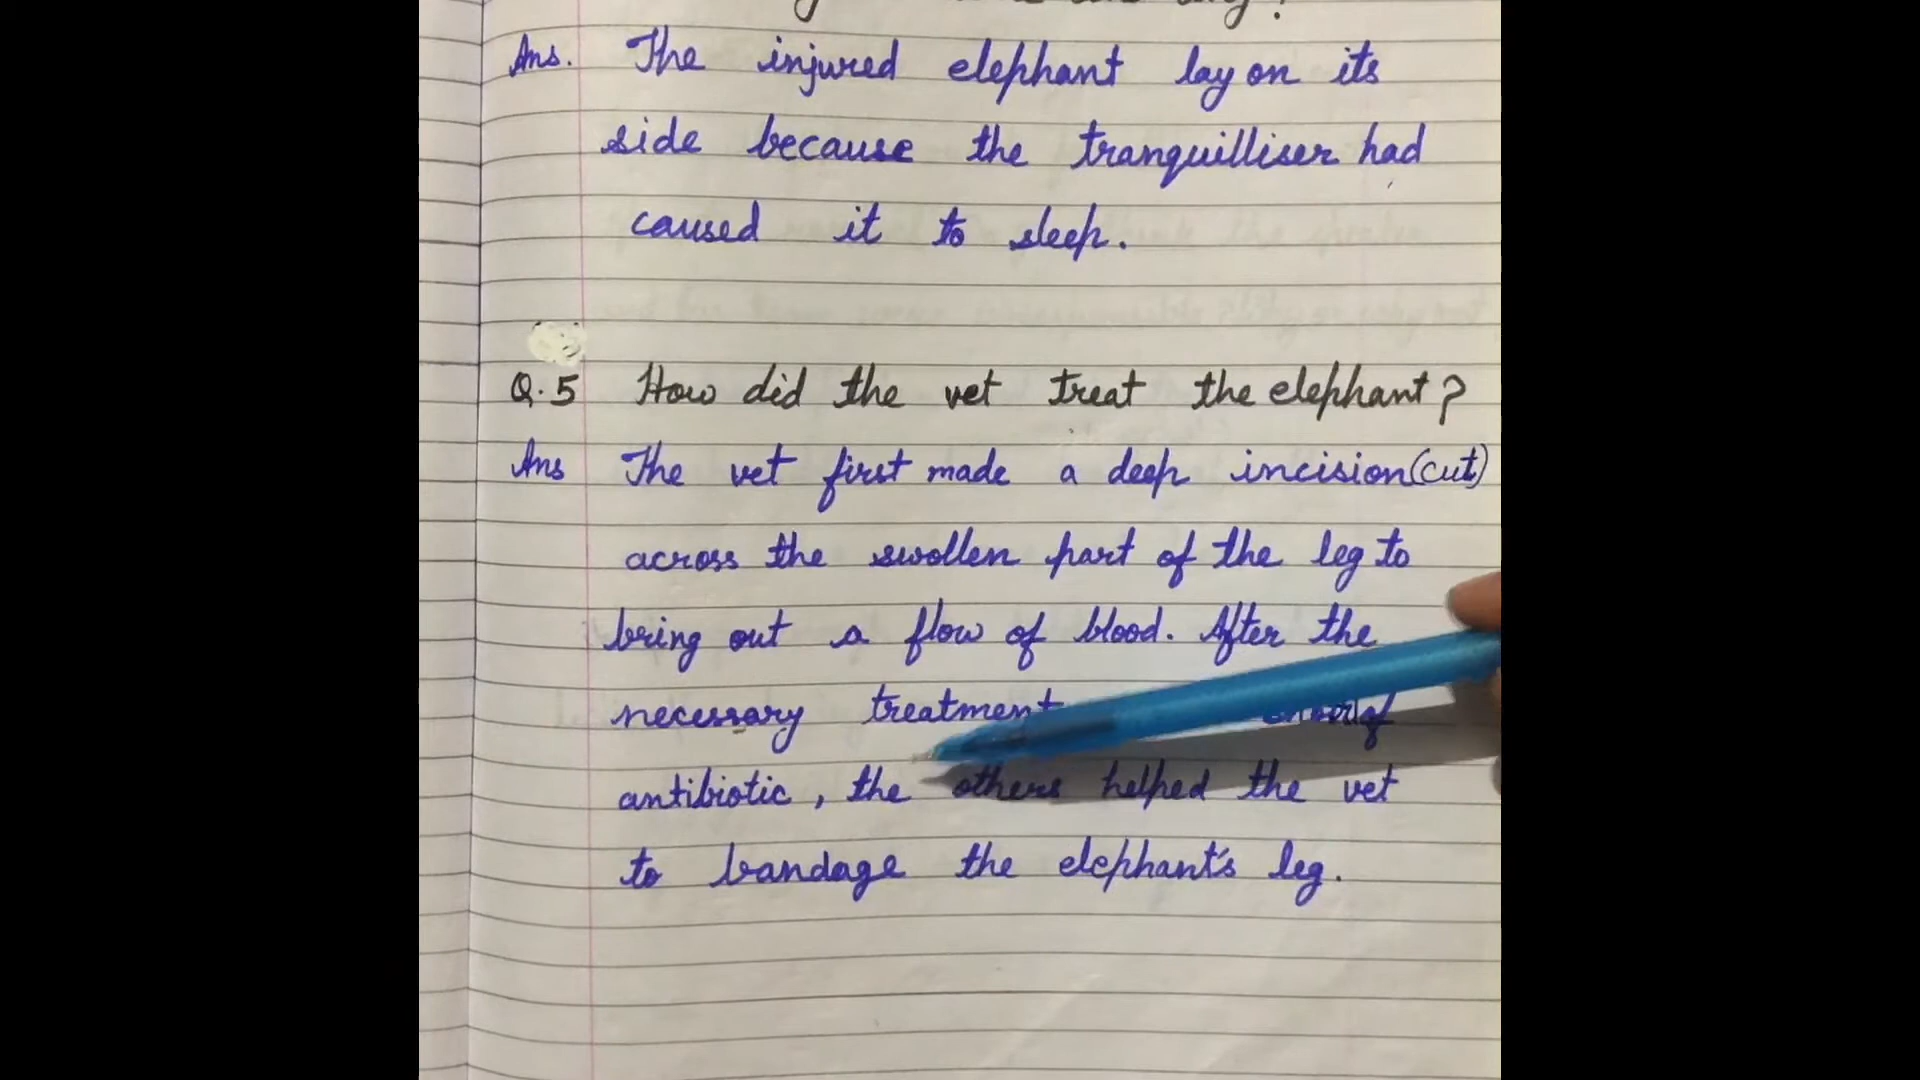 Ans. The injured elephant lay on its
side because the tranquilliser had
caused it to sleep.
Q.5 How did the vet treat the elephant?
Ans The vet first made a deep incision (cut)
across the swollen part of the leg to
bring out a flow of blood. After the
necessary treatment of
antibiotic, the others helped the vet
to bandage the elephant's leg.